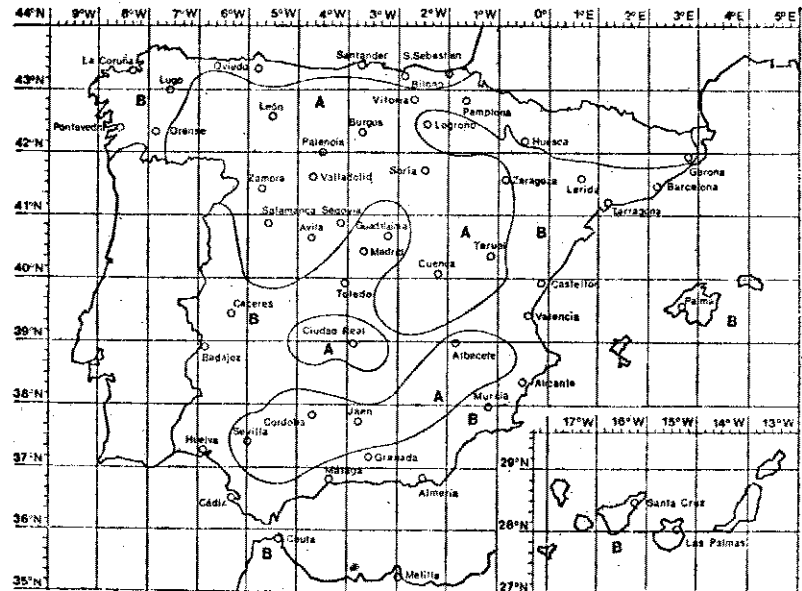 44°N 9°W 8°W 7°W 6°W 5°W 4°W 3°W 2°W 1°W 0° 1°E 2°E 3°E 4°E
La Coruña Oviedo Santander S.Sebastian
43°N Bilbao
Lugo B León A Vitoria Pamplona
Pontevedra Orense Burgos Logroño Huesca
42°N Palencia Gerona
Zamora Valladolid Soria Zaragoza Lerida Barcelona
41°N Tarragona
Salamanca Segovia
Avila Guadalajara A B
Madrid Teruel
40°N Cuenca
Toledo Castellon
Caceres B Palma B
39°N Ciudad Real Valencia
Badajoz A Albacete
Alicante
38°N A Murcia
Cordoba Jaen B
Huelva Sevilla 17°W 16°W 15°W 14°W 13°W
37°N Granada
Málaga 29°N
Cádiz Almería Santa Cruz
36°N 28°N
Ceuta B Las Palmas
B Melilla
35°N 27°N